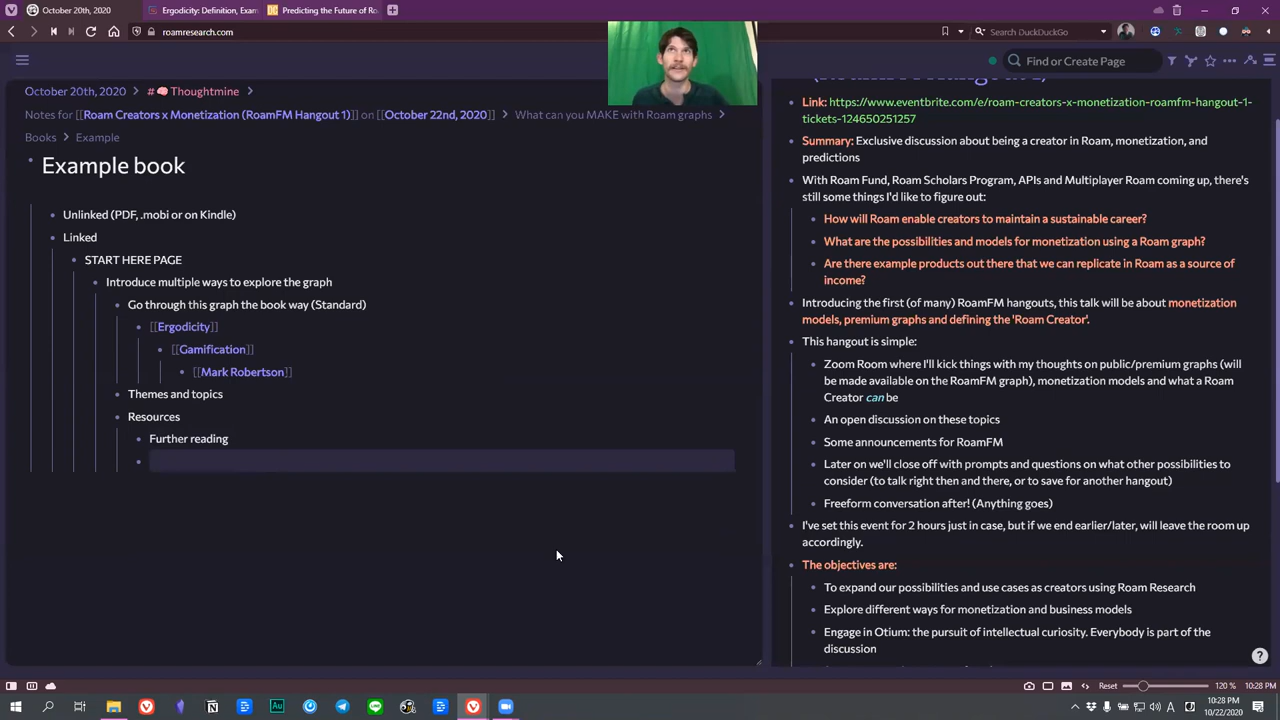 October 20th, 2020
Ergodicity: Definition, Exam
Predicting the Future of Ro
roamresearch.com
Search DuckDuckGo
Find or Create Page
October 20th, 2020 > #🧠 Thoughtmine >
Notes for [[Roam Creators x Monetization (RoamFM Hangout 1)]] on [[October 22nd, 2020]] > What can you MAKE with Roam graphs >
Books > Example
Example book
Unlinked (PDF, .mobi or on Kindle)
Linked
START HERE PAGE
Introduce multiple ways to explore the graph
Go through this graph the book way (Standard)
[[Ergodicity]]
[[Gamification]]
[[Mark Robertson]]
Themes and topics
Resources
Further reading
Link: https://www.eventbrite.com/e/roam-creators-x-monetization-roamfm-hangout-1-
tickets-124650251257
Summary: Exclusive discussion about being a creator in Roam, monetization, and
predictions
With Roam Fund, Roam Scholars Program, APIs and Multiplayer Roam coming up, there's
still some things I'd like to figure out:
How will Roam enable creators to maintain a sustainable career?
What are the possibilities and models for monetization using a Roam graph?
Are there example products out there that we can replicate in Roam as a source of
income?
Introducing the first (of many) RoamFM hangouts, this talk will be about monetization
models, premium graphs and defining the 'Roam Creator'.
This hangout is simple:
Zoom Room where I'll kick things with my thoughts on public/premium graphs (will
be made available on the RoamFM graph), monetization models and what a Roam
Creator can be
An open discussion on these topics
Some announcements for RoamFM
Later on we'll close off with prompts and questions on what other possibilities to
consider (to talk right then and there, or to save for another hangout)
Freeform conversation after! (Anything goes)
I've set this event for 2 hours just in case, but if we end earlier/later, will leave the room up
accordingly.
The objectives are:
To expand our possibilities and use cases as creators using Roam Research
Explore different ways for monetization and business models
Engage in Otium: the pursuit of intellectual curiosity. Everybody is part of the
discussion
Reset
120 %
10:28 PM
10:28 PM
10/22/2020